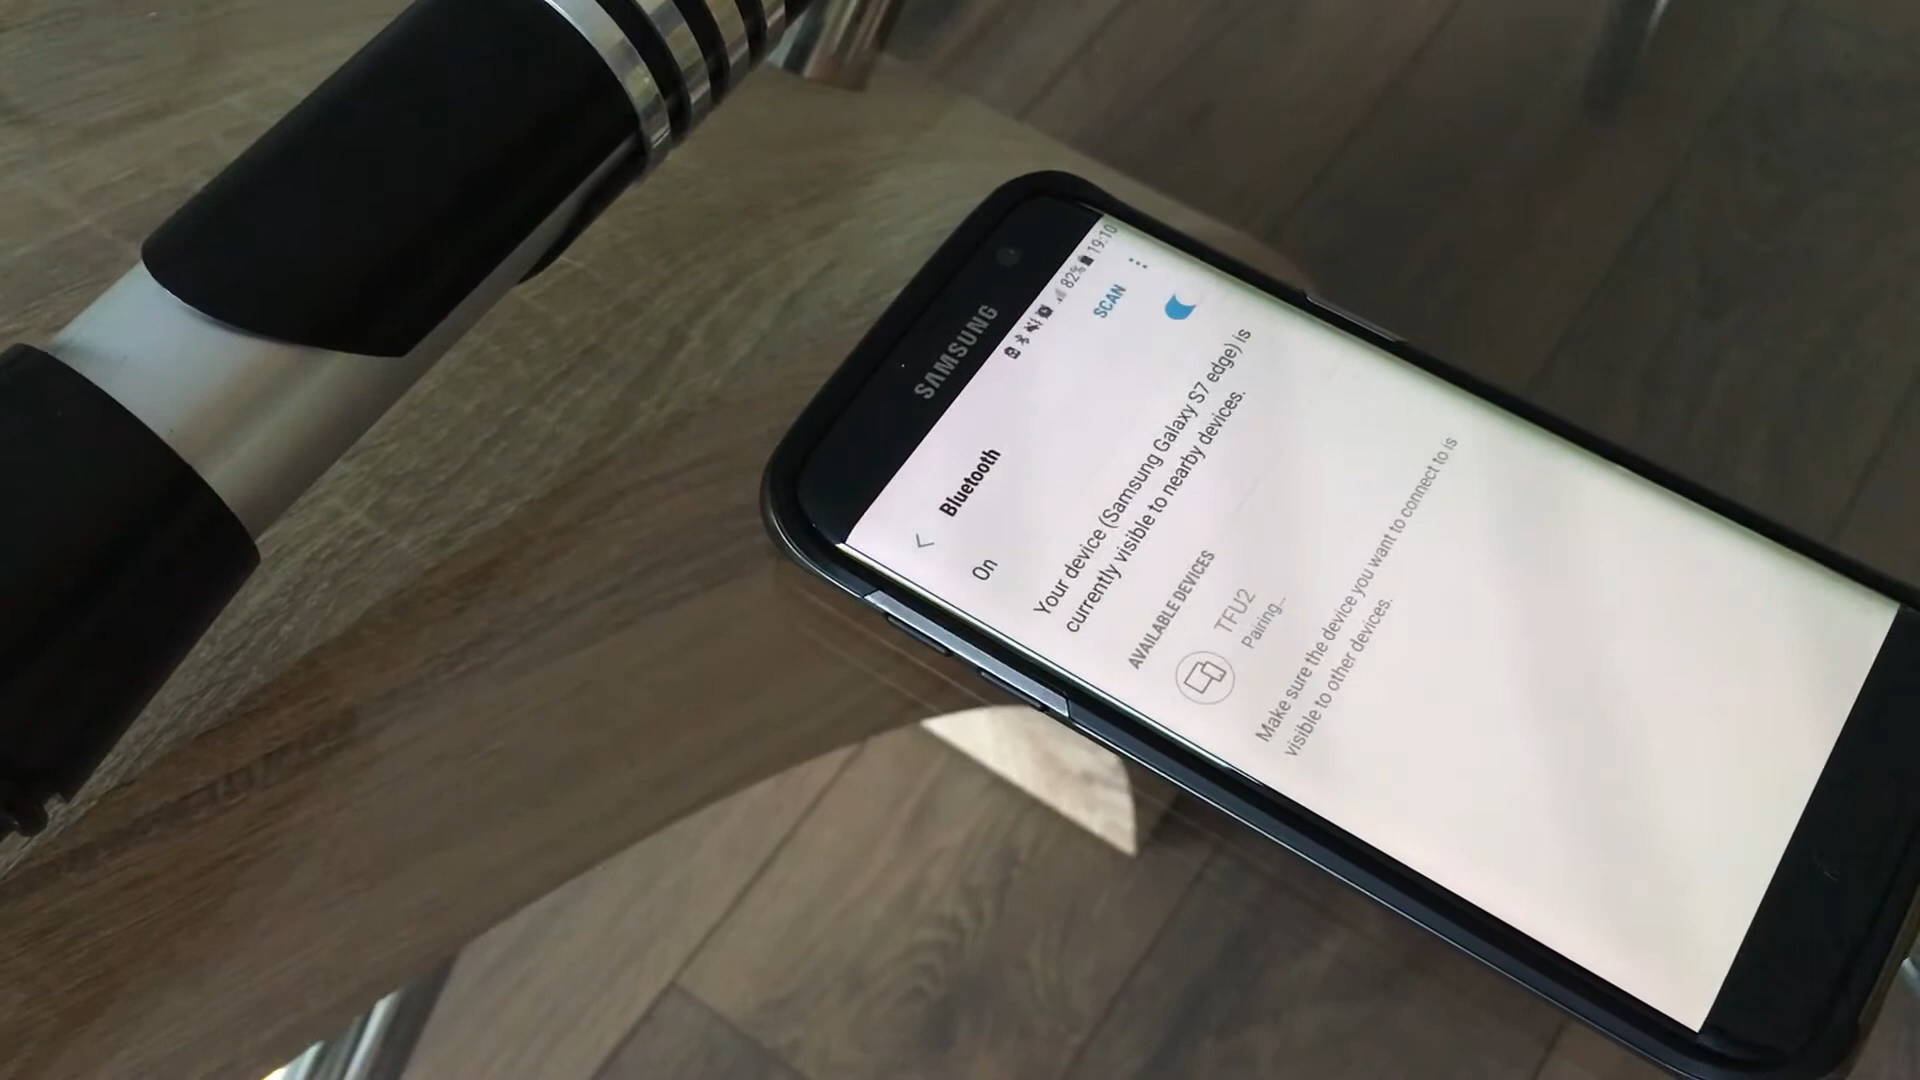 SAMSUNG
82% 19:10
Bluetooth
SCAN
On
Your device (Samsung Galaxy S7 edge) is
currently visible to nearby devices.
AVAILABLE DEVICES
TFU2
Pairing...
Make sure the device you want to connect to is
visible to other devices.